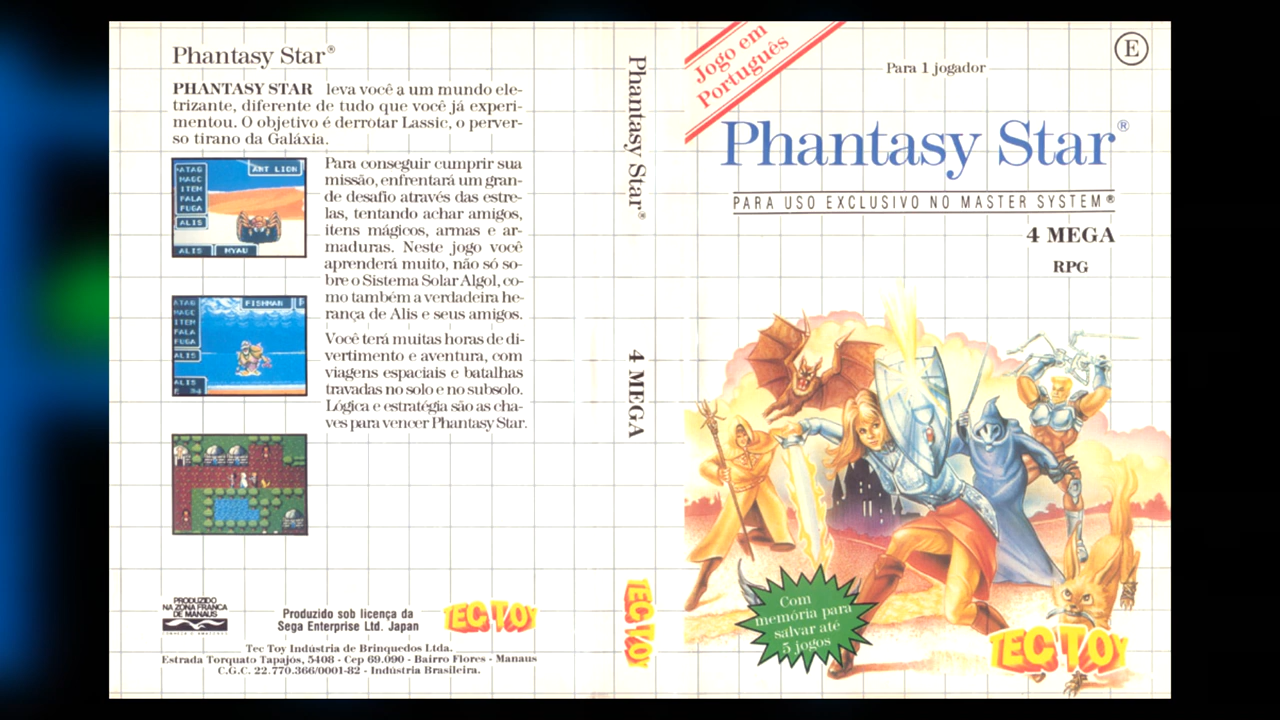 Phantasy Star®
PHANTASY STAR leva você a um mundo ele-
trizante, diferente de tudo que você já experi-
mentou. O objetivo é derrotar Lassic, o perver-
so tirano da Galáxia.
ATAQ
MAGC
ITEM
FALA
FUGA
ALIS
ANT LION
ALIS MYAU
Para conseguir cumprir sua
missão, enfrentará um gran-
de desafio através das estre-
las, tentando achar amigos,
itens mágicos, armas e ar-
maduras. Neste jogo você
aprenderá muito, não só so-
bre o Sistema Solar Algol, co-
mo também a verdadeira he-
rança de Alis e seus amigos.
ATAQ
MAGC
ITEM
FALA
FUGA
ALIS
FISHMAN
ALIS
Você terá muitas horas de di-
vertimento e aventura, com
viagens espaciais e batalhas
travadas no solo e no subsolo.
Lógica e estratégia são as cha-
ves para vencer Phantasy Star.
PRODUZIDO
NA ZONA FRANCA
DE MANAUS
CONHEÇA A AMAZÔNIA
Produzido sob licença da
Sega Enterprise Ltd. Japan
TEC TOY
Tec Toy Indústria de Brinquedos Ltda.
Estrada Torquato Tapajos, 5408 - Cep 69.090 - Bairro Flores - Manaus
C.G.C. 22.770.366/0001-82 - Indústria Brasileira.
Phantasy Star®
4 MEGA
TEC TOY
Jogo em
Português
Para 1 jogador
E
Phantasy Star®
PARA USO EXCLUSIVO NO MASTER SYSTEM®
4 MEGA
RPG
Com
memória para
salvar até
5 jogos
TEC TOY